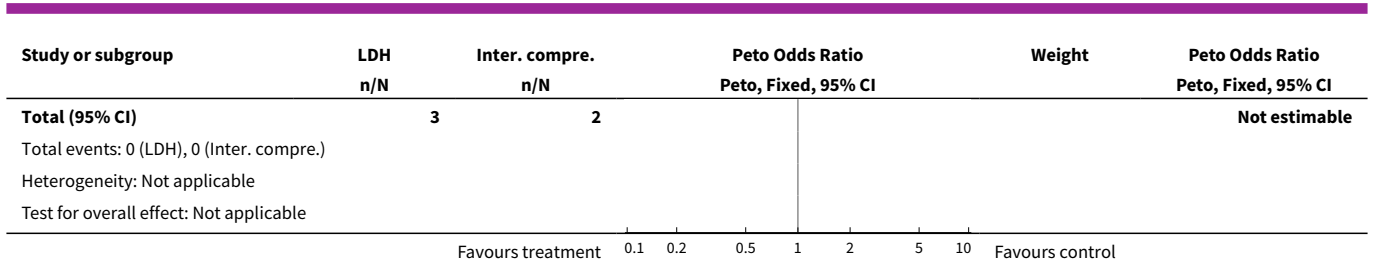 Study or subgroup LDH Inter. compre. Peto Odds Ratio Weight Peto Odds Ratio
n/N n/N Peto, Fixed, 95% CI Peto, Fixed, 95% CI
Total (95% CI) 3 2 Not estimable
Total events: 0 (LDH), 0 (Inter. compre.)
Heterogeneity: Not applicable
Test for overall effect: Not applicable
Favours treatment 0.1 0.2 0.5 1 2 5 10 Favours control